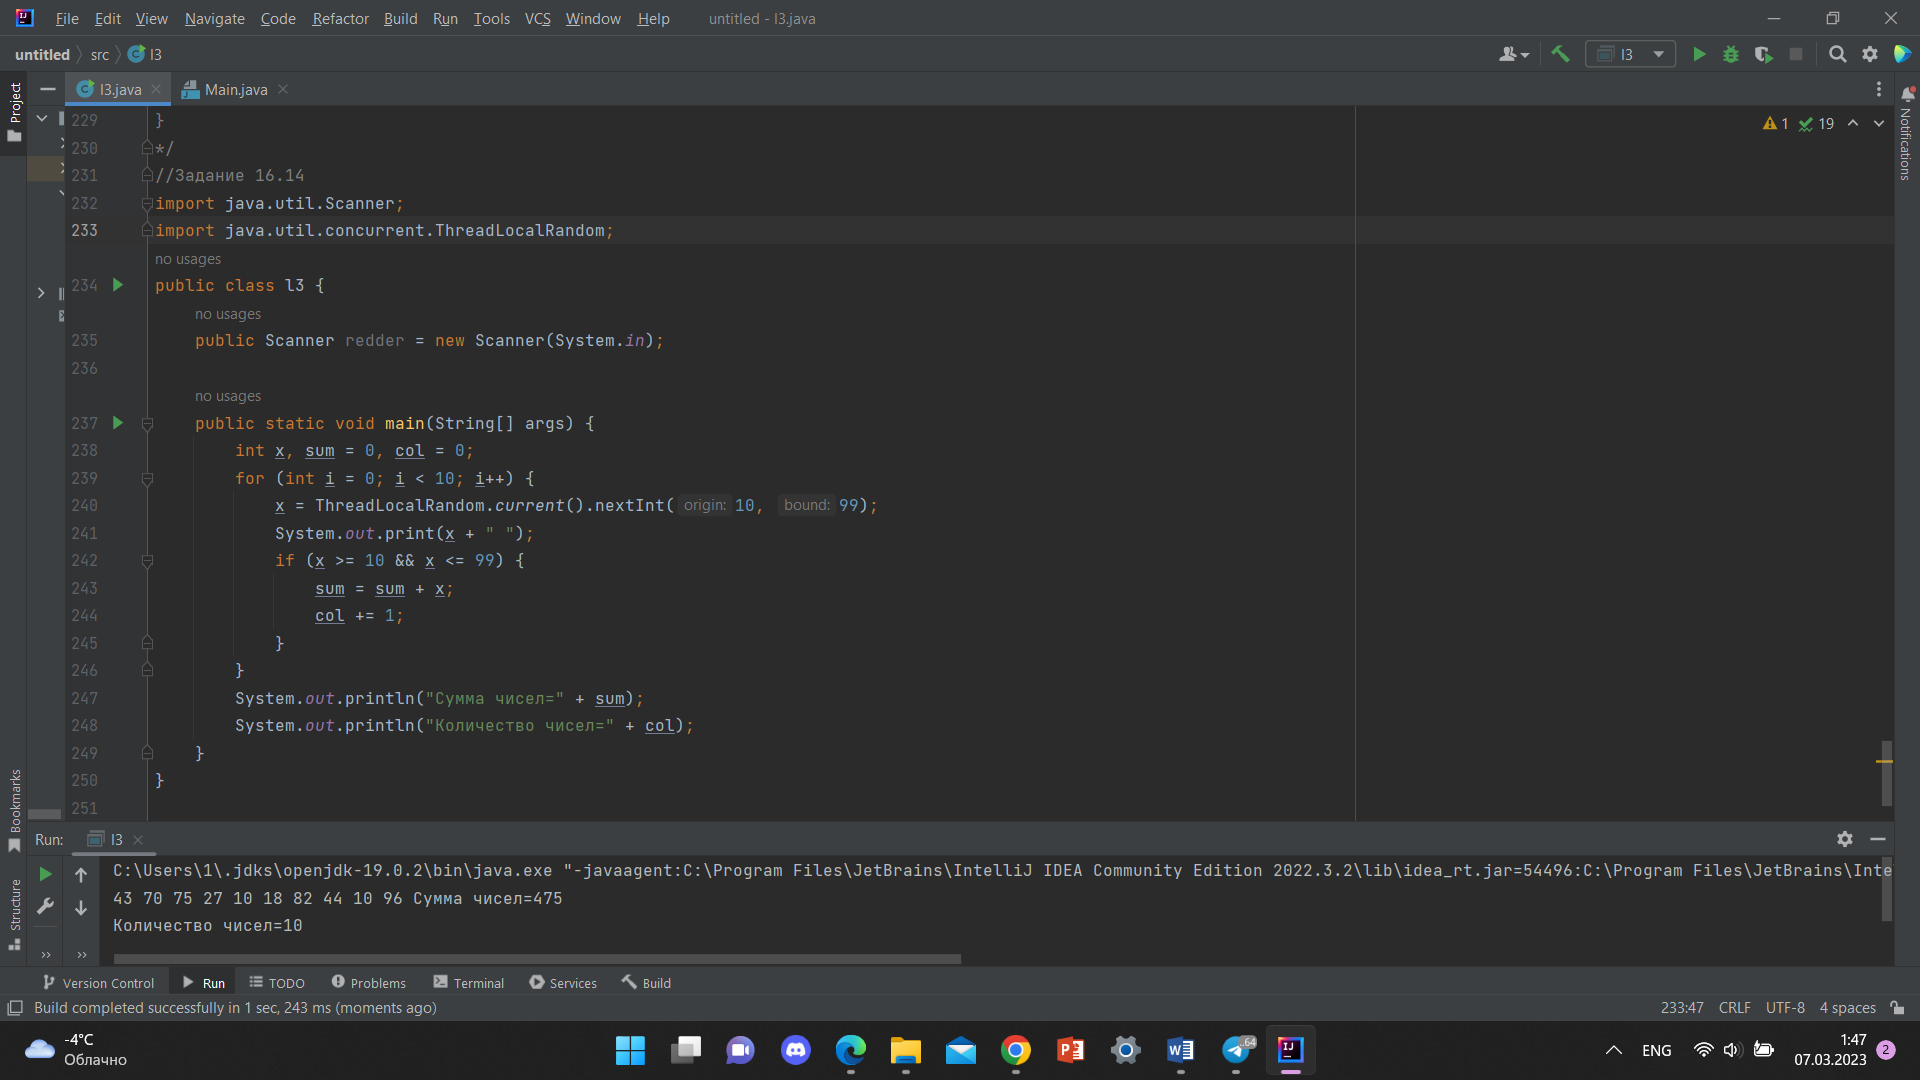 File Edit View Navigate Code Refactor Build Run Tools VCS Window Help untitled - l3.java
untitled src l3 l3
Project
l3.java Main.java
Notifications
1 19
229 }
230 */
231 //Задание 16.14
232 import java.util.Scanner;
233 import java.util.concurrent.ThreadLocalRandom;
no usages
234 public class l3 {
no usages
235 public Scanner redder = new Scanner(System.in);
236
no usages
237 public static void main(String[] args) {
238 int x, sum = 0, col = 0;
239 for (int i = 0; i < 10; i++) {
240 x = ThreadLocalRandom.current().nextInt( origin: 10, bound: 99);
241 System.out.print(x + " ");
242 if (x >= 10 && x <= 99) {
243 sum = sum + x;
244 col += 1;
245 }
246 }
247 System.out.println("Сумма чисел=" + sum);
248 System.out.println("Количество чисел=" + col);
249 }
250 }
251
Bookmarks
Structure
Run: l3
C:\Users\1\.jdks\openjdk-19.0.2\bin\java.exe "-javaagent:C:\Program Files\JetBrains\IntelliJ IDEA Community Edition 2022.3.2\lib\idea_rt.jar=54496:C:\Program Files\JetBrains\Inte
43 70 75 27 10 18 82 44 10 96 Сумма чисел=475
Количество чисел=10
Version Control Run TODO Problems Terminal Services Build
Build completed successfully in 1 sec, 243 ms (moments ago) 233:47 CRLF UTF-8 4 spaces
-4°C
Облачно
..64
ENG
1:47
07.03.2023
2